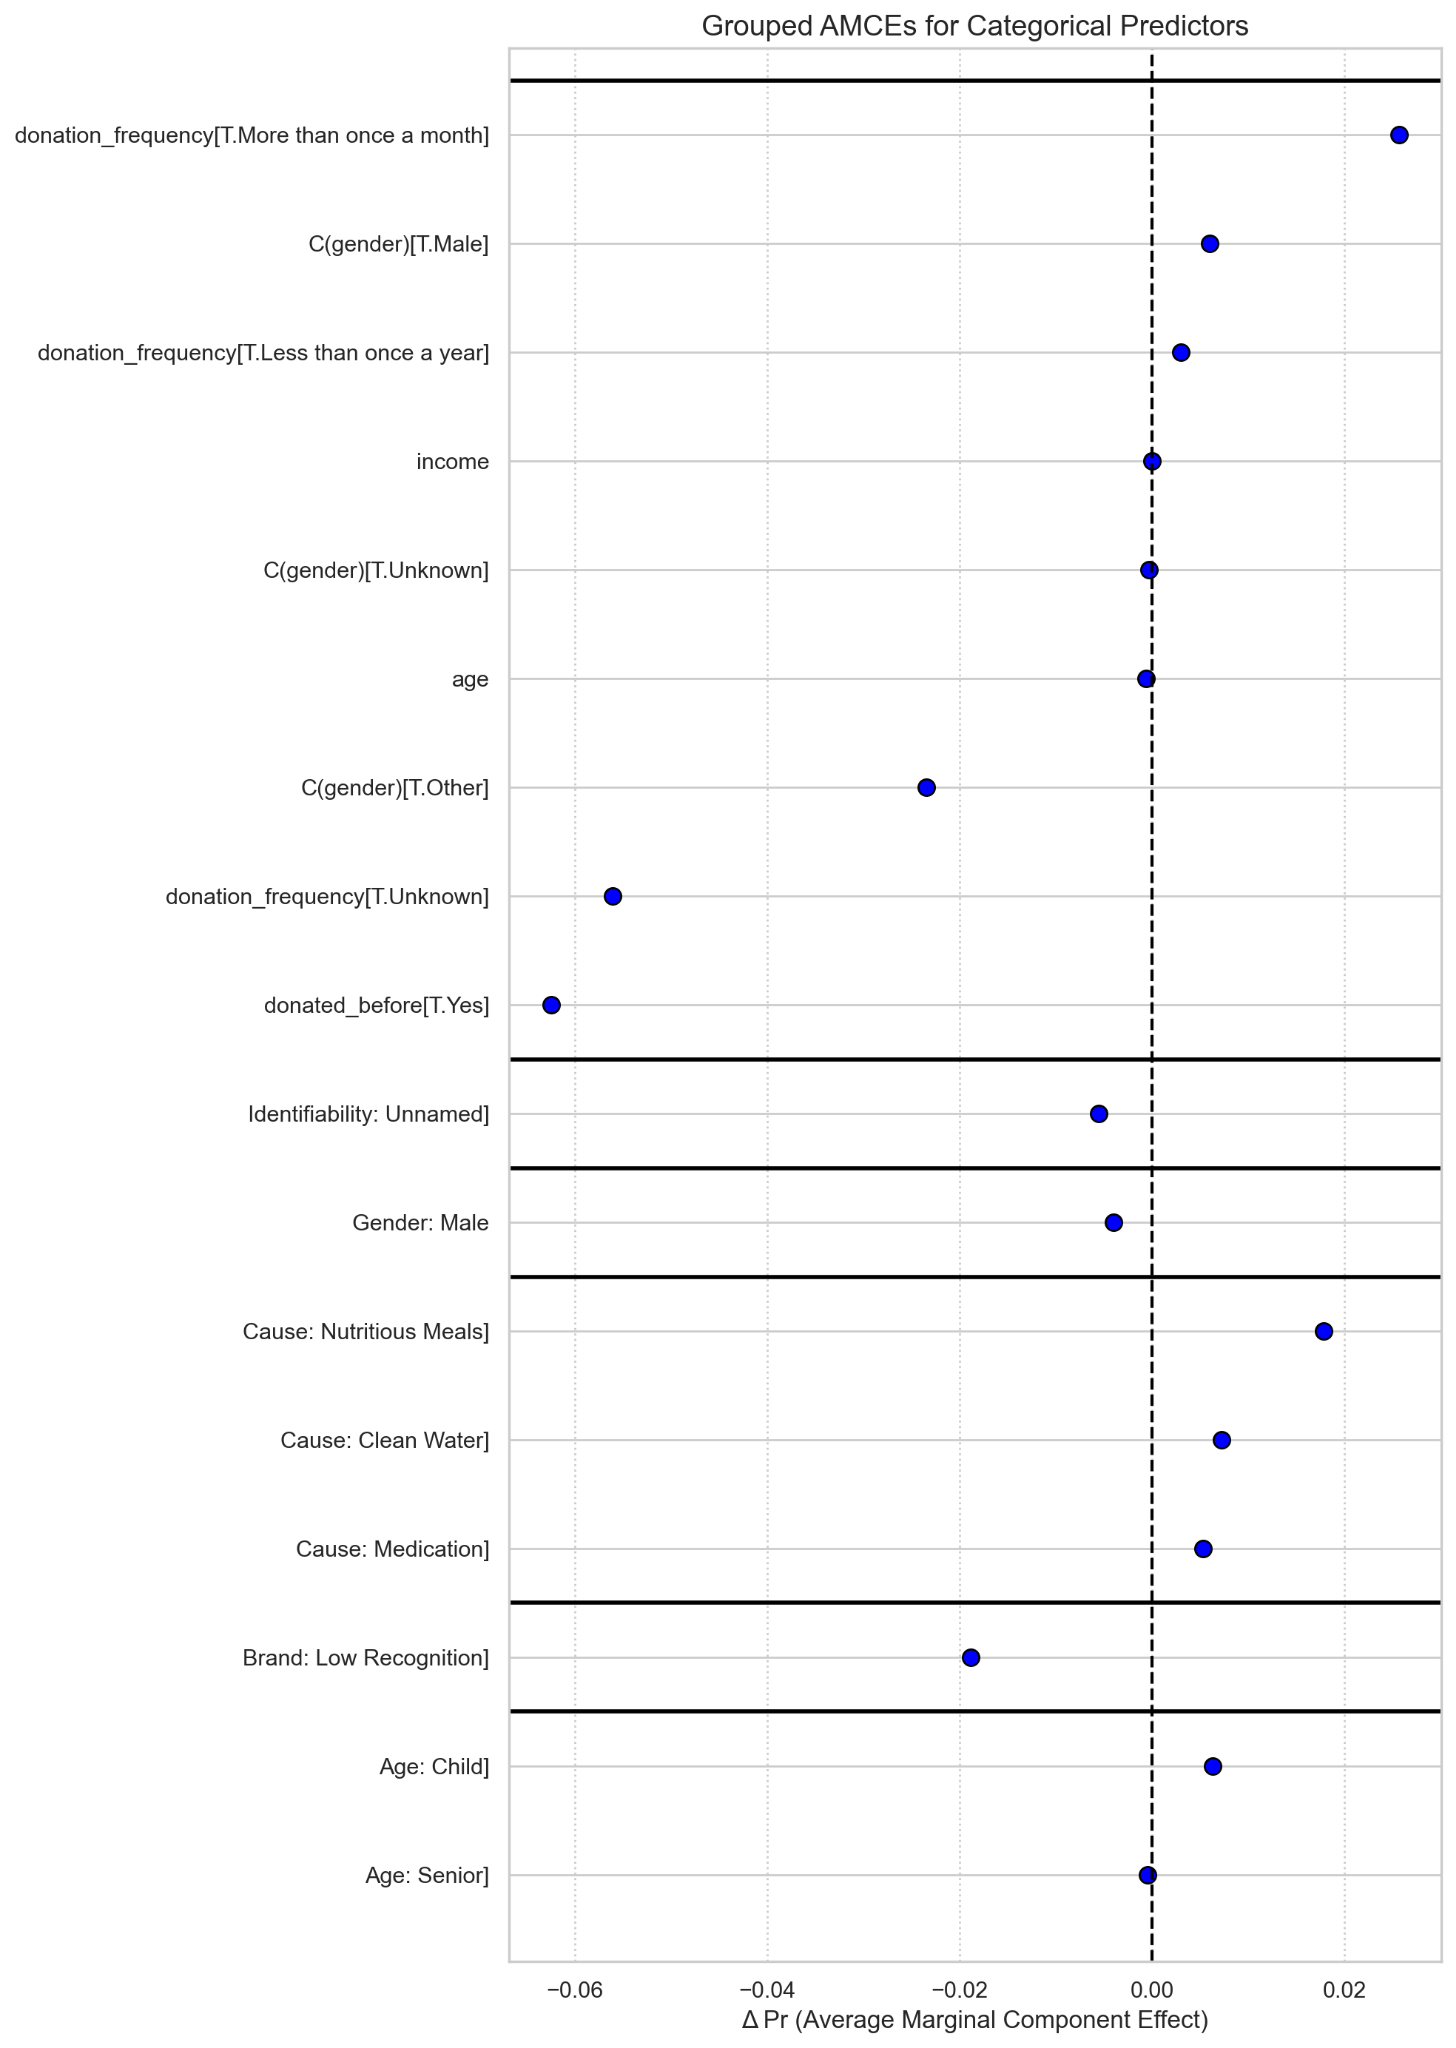 Grouped AMCEs for Categorical Predictors
donation_frequency[T.More than once a month]
C(gender)[T.Male]
donation_frequency[T.Less than once a year]
income
C(gender)[T.Unknown]
age
C(gender)[T.Other]
donation_frequency[T.Unknown]
donated_before[T.Yes]
Identifiability: Unnamed]
Gender: Male
Cause: Nutritious Meals]
Cause: Clean Water]
Cause: Medication]
Brand: Low Recognition]
Age: Child]
Age: Senior]
−0.06 −0.04 −0.02 0.00 0.02
Δ Pr (Average Marginal Component Effect)